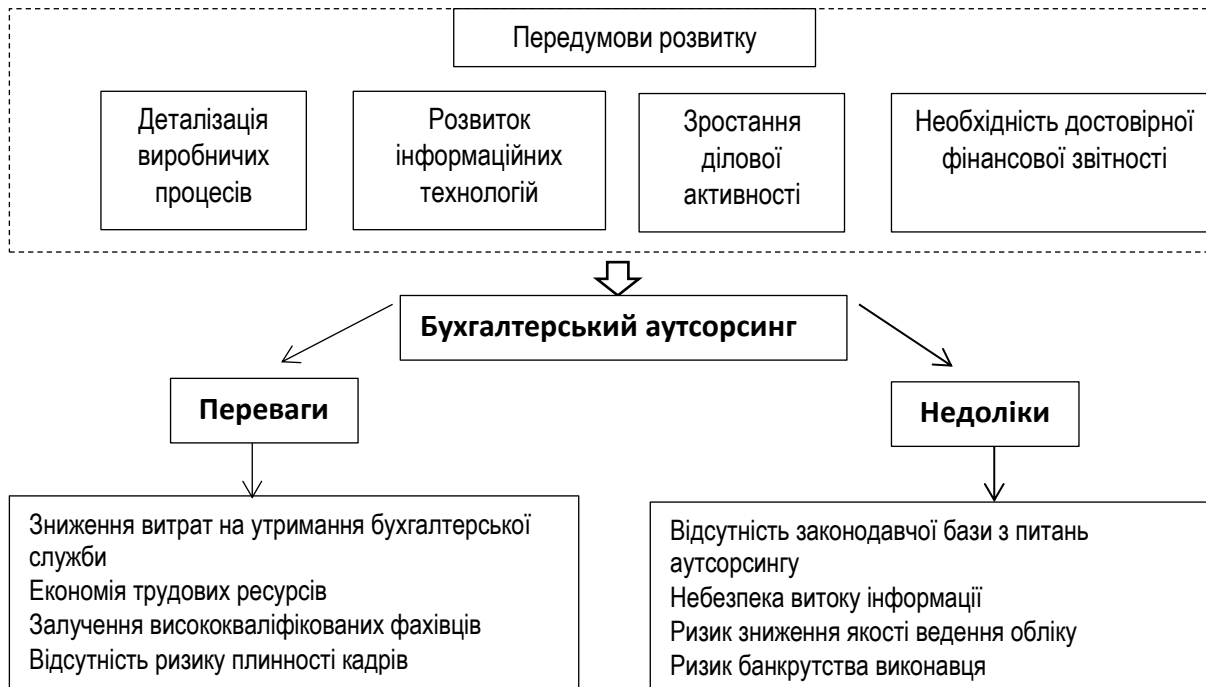 Передумови розвитку
Деталізація
виробничих
процесів
Розвиток
інформаційних
технологій
Зростання
ділової
активності
Необхідність достовірної
фінансової звітності
Бухгалтерський аутсорсинг
Переваги
Недоліки
Зниження витрат на утримання бухгалтерської
служби
Економія трудових ресурсів
Залучення висококваліфікованих фахівців
Відсутність ризику плинності кадрів
Відсутність законодавчої бази з питань
аутсорсингу
Небезпека витоку інформації
Ризик зниження якості ведення обліку
Ризик банкрутства виконавця